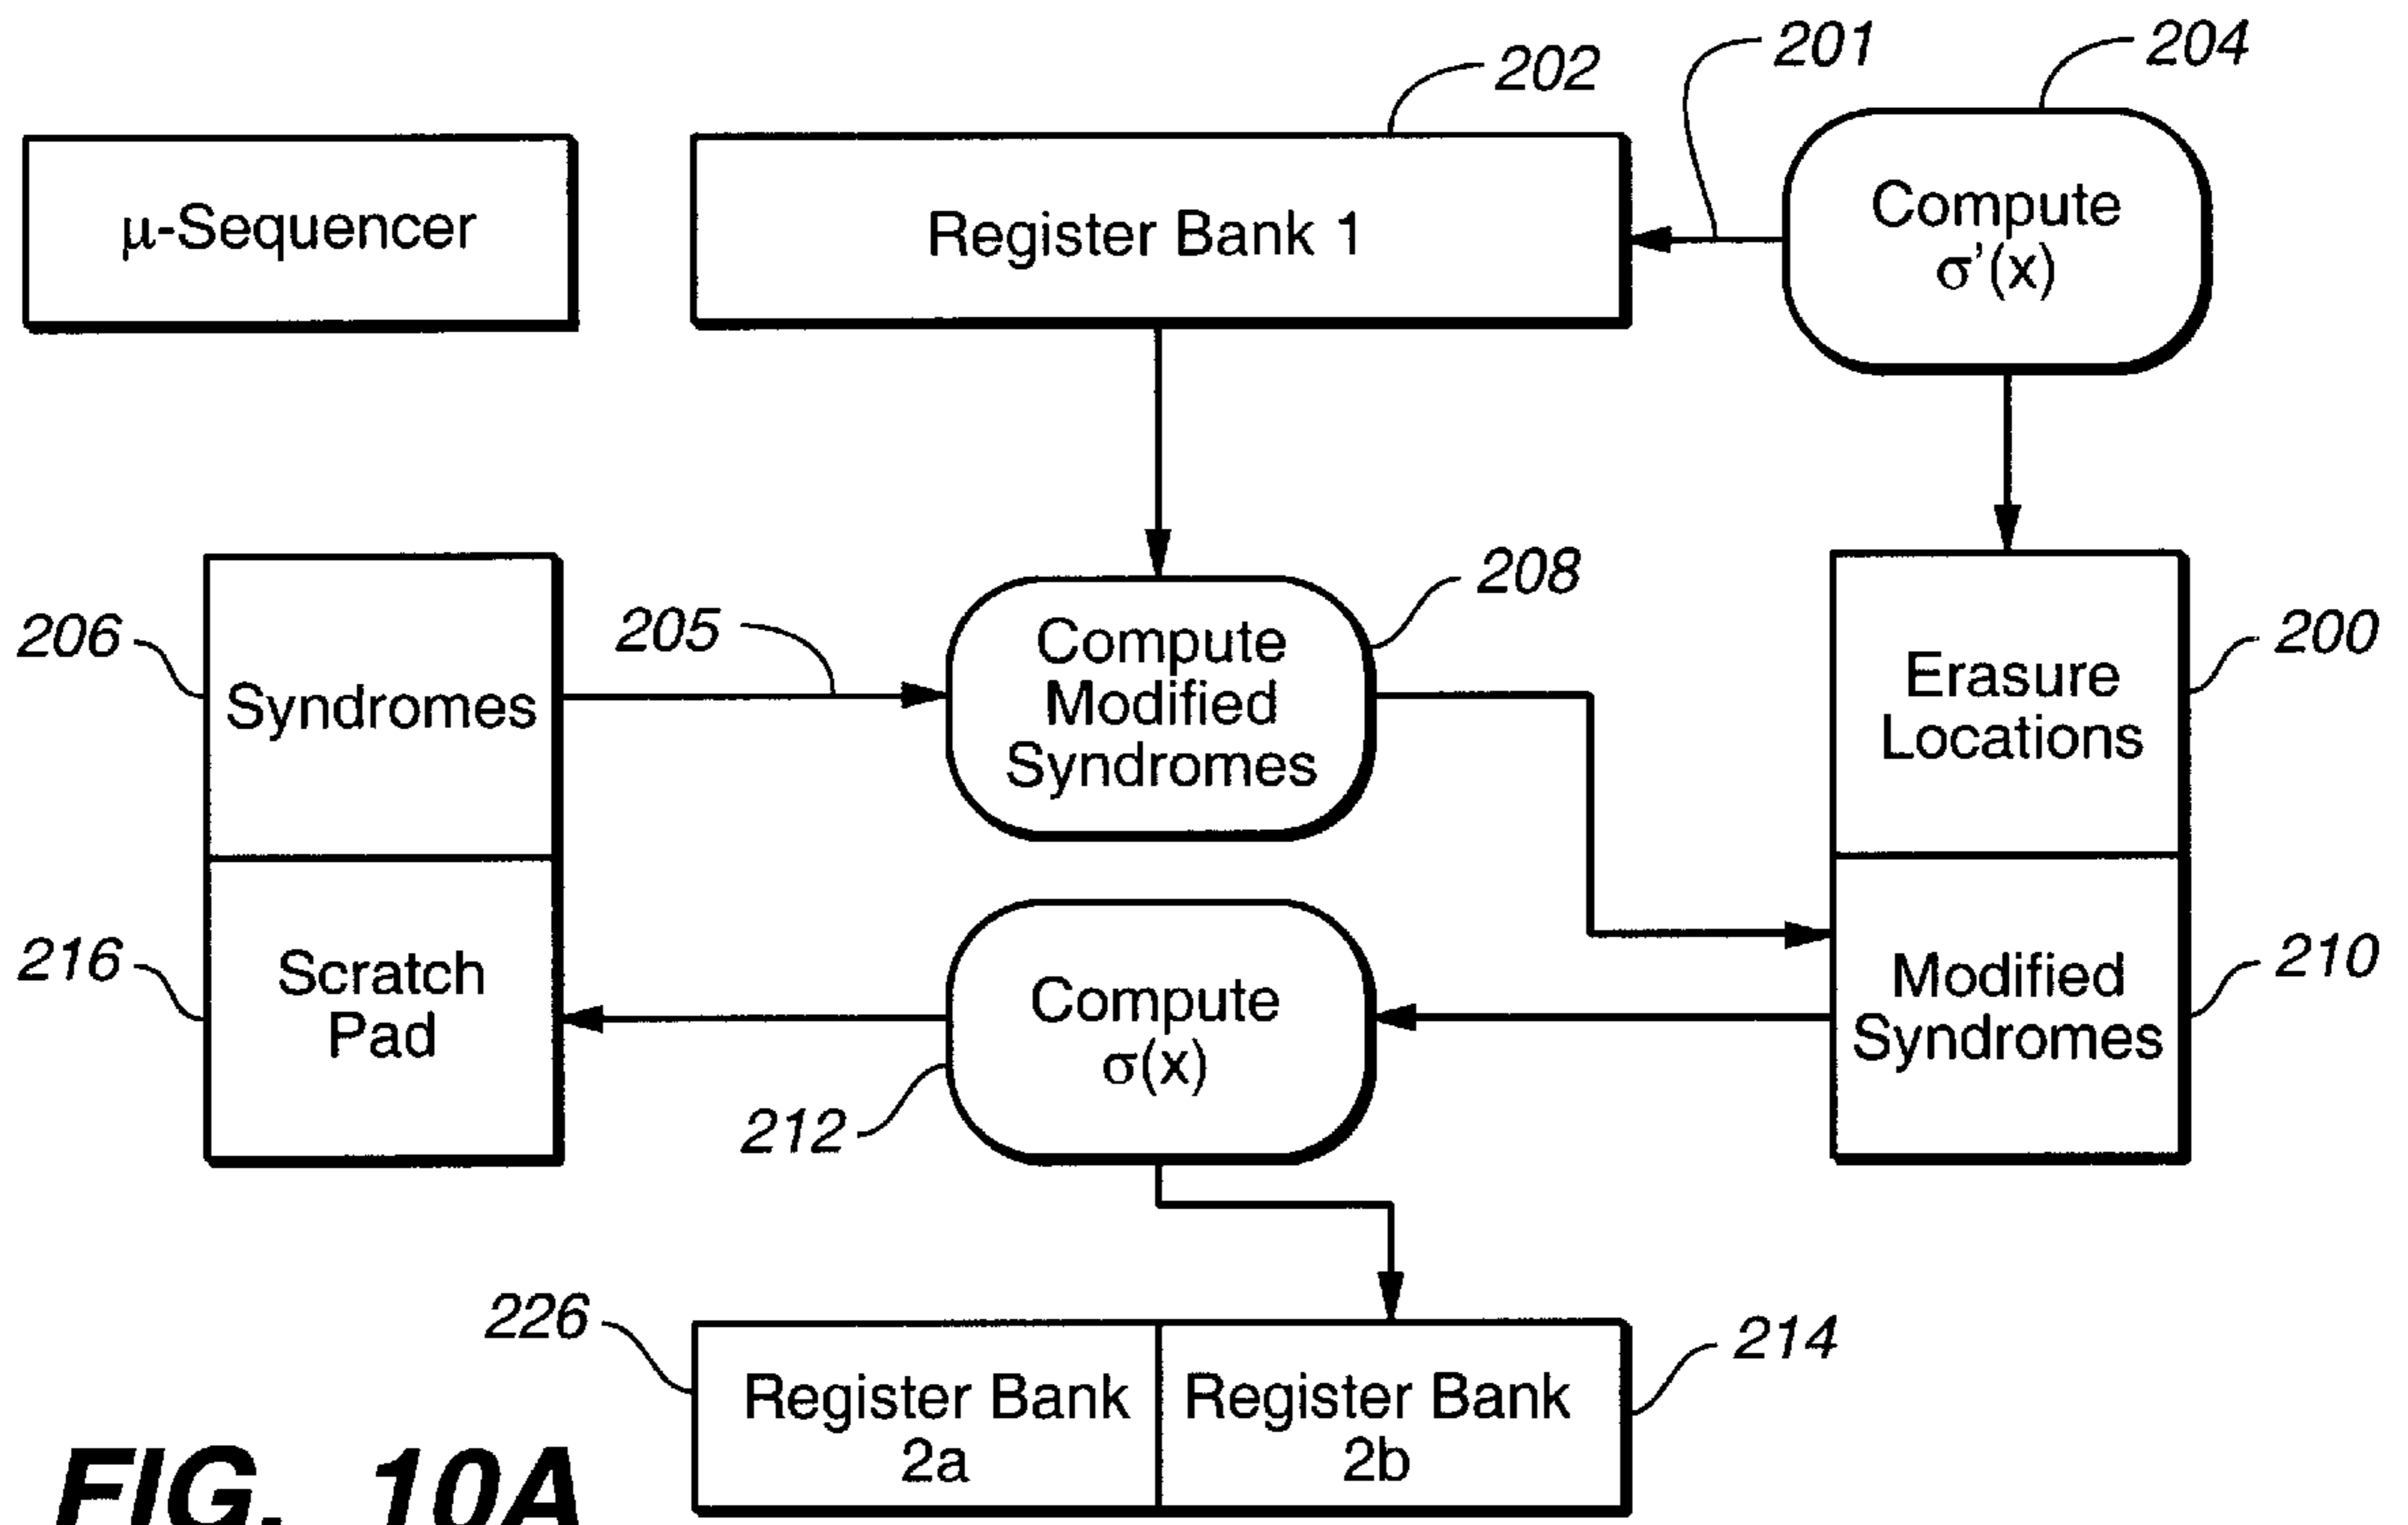 202
201
204
μ-Sequencer
Register Bank 1
Compute
σ'(x)
206
205
208
200
Syndromes
Compute
Modified
Syndromes
Erasure
Locations
216
Scratch
Pad
212
Compute
σ(x)
210
Modified
Syndromes
226
214
Register Bank
2a
Register Bank
2b
FIG. 10A